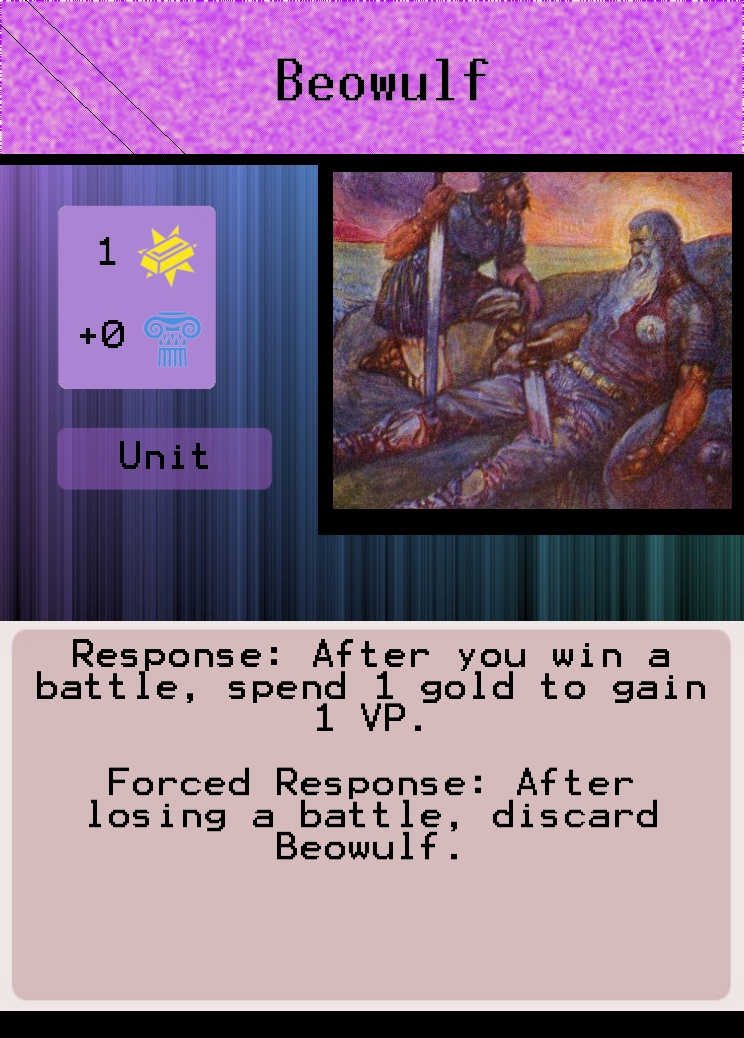 Beowulf
1
+0
Unit
Response: After you win a
battle, spend 1 gold to gain
1 VP.
Forced Response: After
losing a battle, discard
Beowulf.